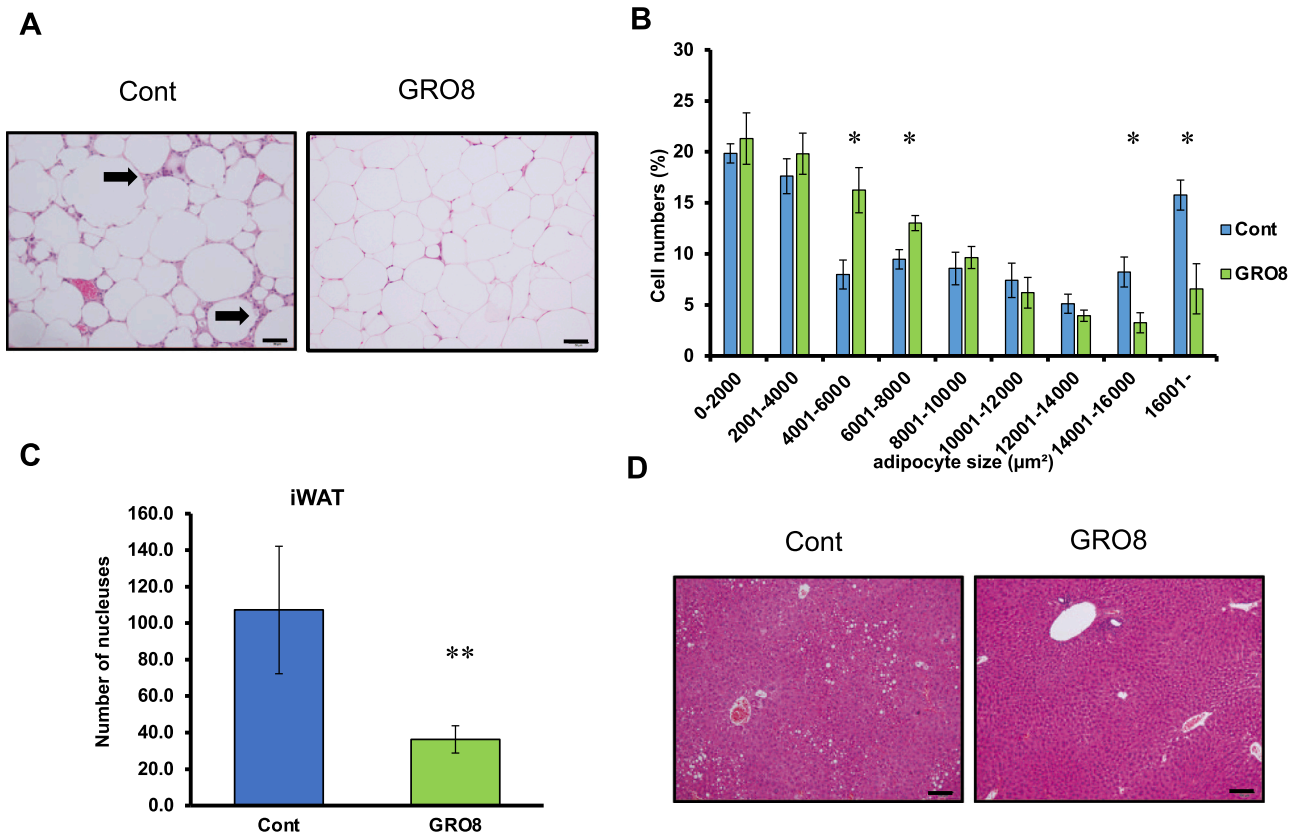 A
Cont
GRO8
B
30
25
20
15
10
5
0
Cell numbers (%)
*
*
*
*
Cont
GRO8
0-2000
2001-4000
4001-6000
6001-8000
8001-10000
10001-12000
12001-14000
14001-16000
16001-
adipocyte size (µm²)
C
iWAT
160.0
140.0
120.0
100.0
80.0
60.0
40.0
20.0
0.0
Number of nucleuses
**
Cont
GRO8
D
Cont
GRO8